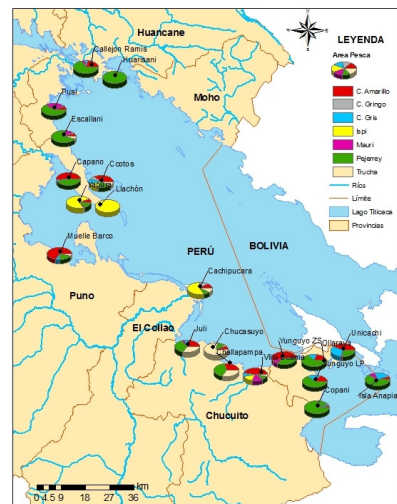 Huancane
Callejon Ramis
Huarisani
Moho
Pusi
Escallani
Capano
Ccotos
Llachón
Muelle Barco
PERÚ
BOLIVIA
Cachipucara
Puno
El Collao
Juli
Chucasuyo
Challapampa
Yunguyo ZS
Ollaraya
Unicachi
Yunguyo LP
Isla Anapia
Copani
Chucuito
LEYENDA
Area Pesca
C. Amarillo
C. Gringo
C. Gris
Ispi
Mauri
Pejerrey
Trucha
Ríos
Límite
Lago Titicaca
Provincias
km
0 4.5 9 18 27 36